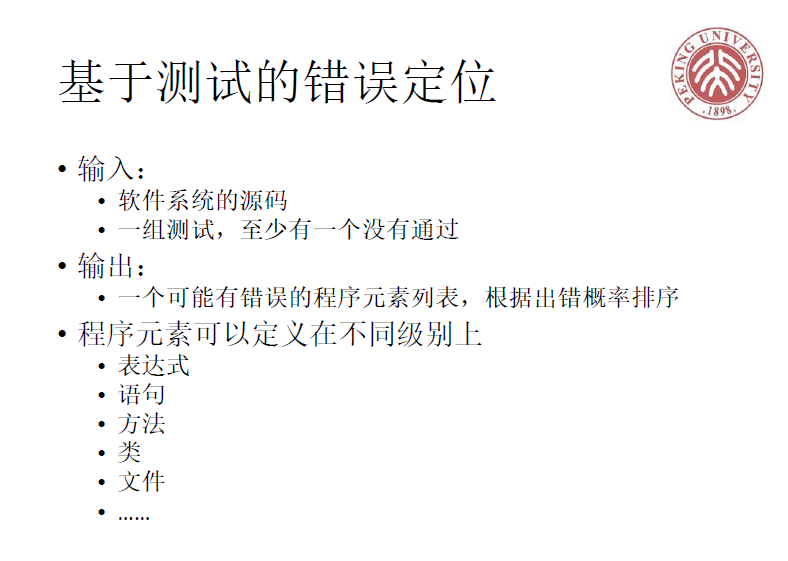 基于测试的错误定位
PEKING UNIVERSITY
·1898·
• 输入：
• 软件系统的源码
• 一组测试，至少有一个没有通过
• 输出：
• 一个可能有错误的程序元素列表，根据出错概率排序
• 程序元素可以定义在不同级别上
• 表达式
• 语句
• 方法
• 类
• 文件
• ……